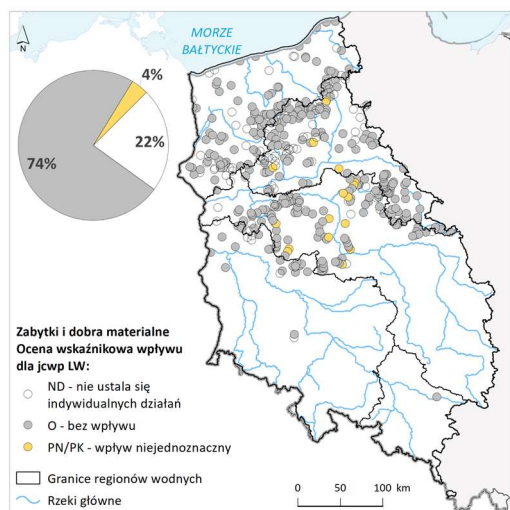 N
MORZE
BAŁTYCKIE
4%
22%
74%
Zabytki i dobra materialne
Ocena wskaźnikowa wpływu
dla jcwp LW:
ND - nie ustala się
indywidualnych działań
O - bez wpływu
PN/PK - wpływ niejednoznaczny
Granice regionów wodnych
Rzeki główne
0 50 100 km